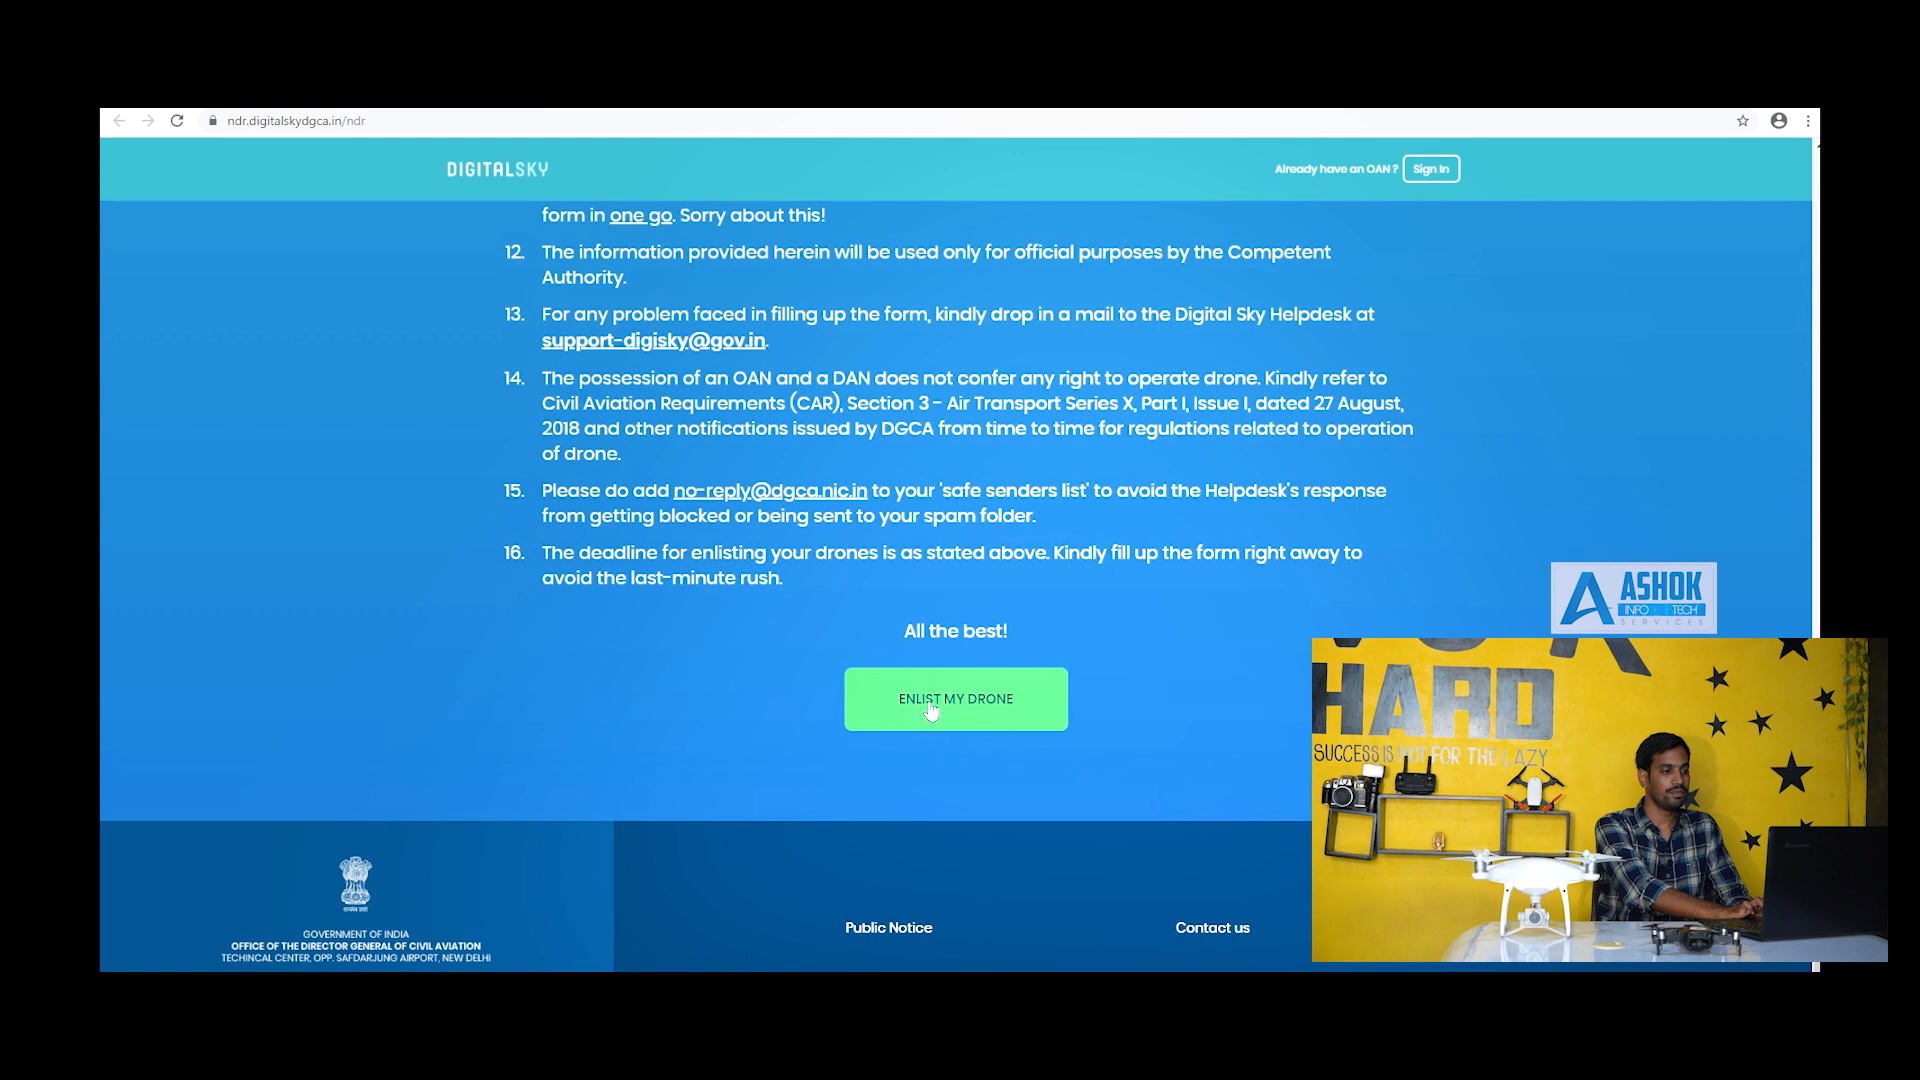 ndr.digitalskydgca.in/ndr
DIGITALSKY
Already have an OAN ? Sign In
form in one go. Sorry about this!
12. The information provided herein will be used only for official purposes by the Competent
Authority.
13. For any problem faced in filling up the form, kindly drop in a mail to the Digital Sky Helpdesk at
support-digisky@gov.in.
14. The possession of an OAN and a DAN does not confer any right to operate drone. Kindly refer to
Civil Aviation Requirements (CAR), Section 3 - Air Transport Series X, Part I, Issue I, dated 27 August,
2018 and other notifications issued by DGCA from time to time for regulations related to operation
of drone.
15. Please do add no-reply@dgca.nic.in to your 'safe senders list' to avoid the Helpdesk's response
from getting blocked or being sent to your spam folder.
16. The deadline for enlisting your drones is as stated above. Kindly fill up the form right away to
avoid the last-minute rush.
All the best!
ENLIST MY DRONE
ASHOK
INFO TECH
SERVICES
HARD
SUCCESS IS NOT FOR THE LAZY
सत्यमेव जयते
GOVERNMENT OF INDIA
OFFICE OF THE DIRECTOR GENERAL OF CIVIL AVIATION
TECHINCAL CENTER, OPP. SAFDARJUNG AIRPORT, NEW DELHI
Public Notice
Contact us